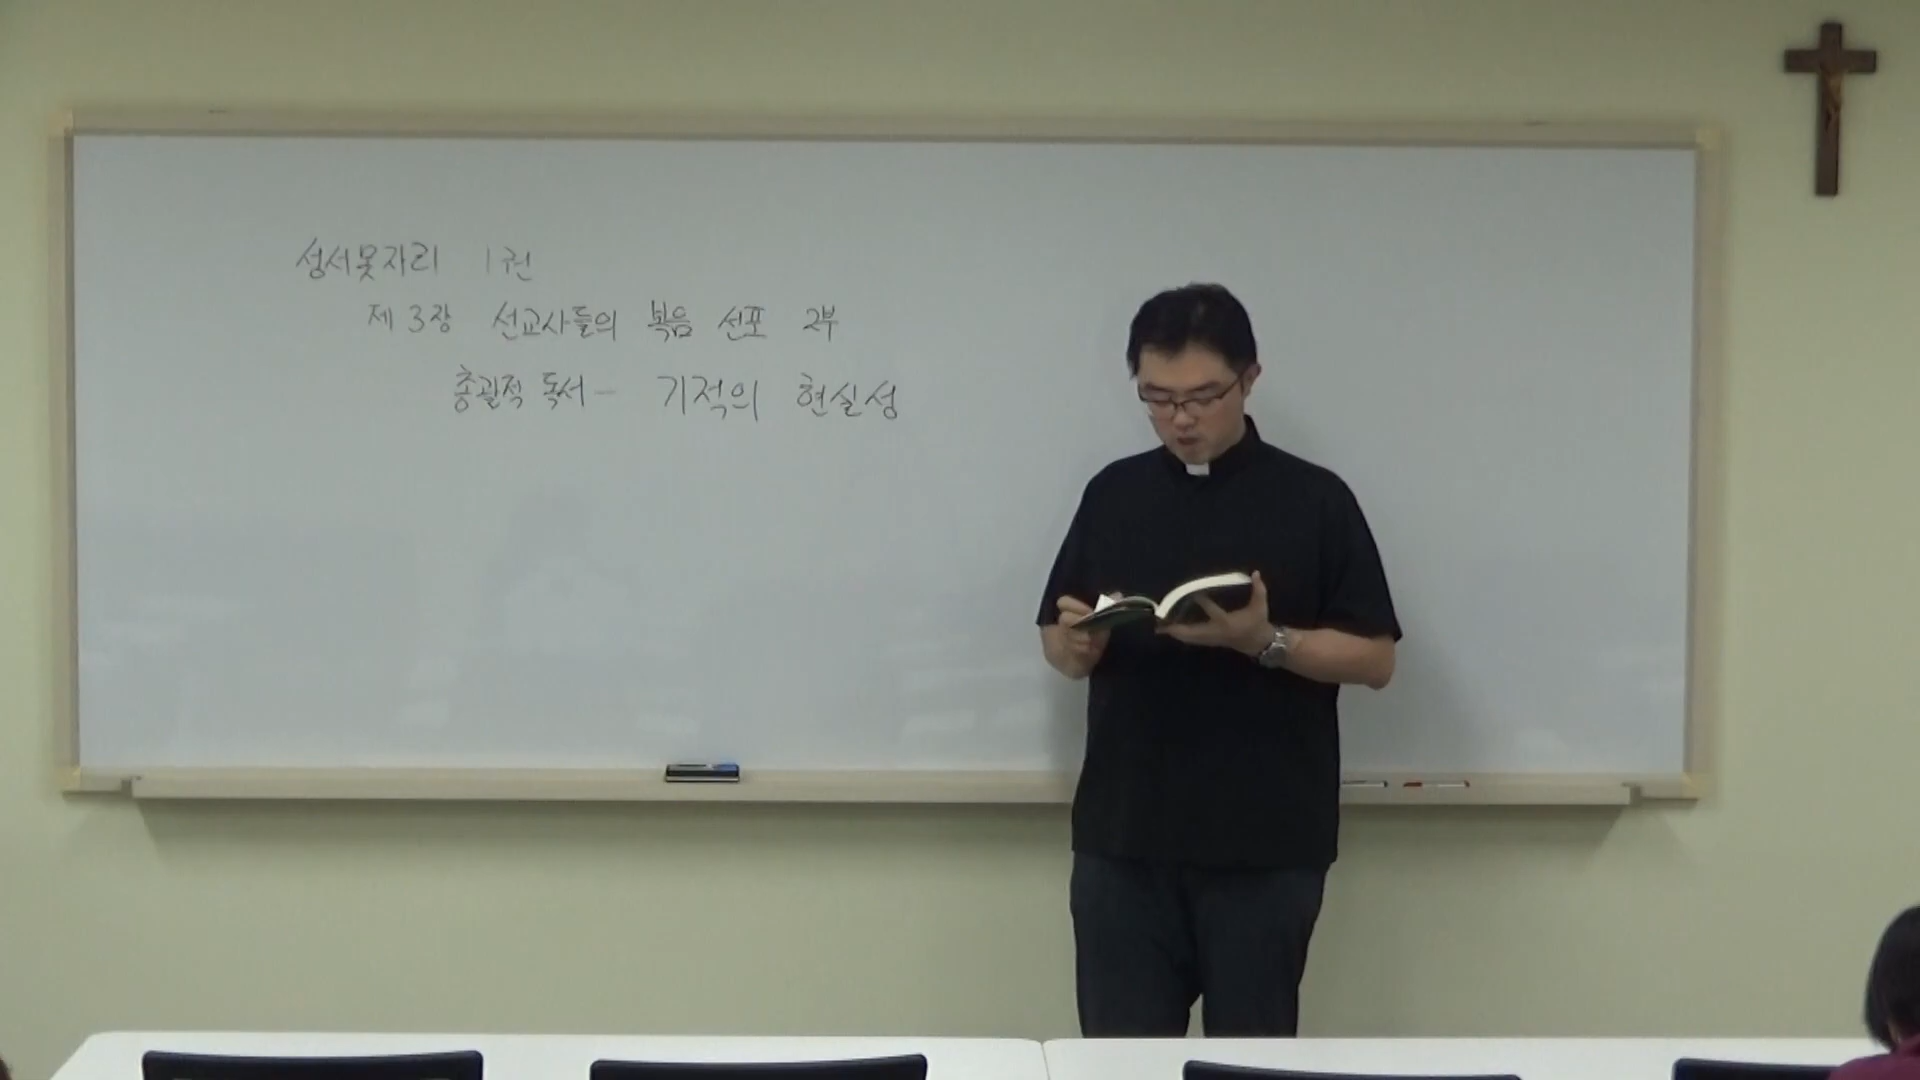 성서못자리 1권
제 3장 선교사들의 복음 선포 2부
총괄적 독서 - 기적의 현실성